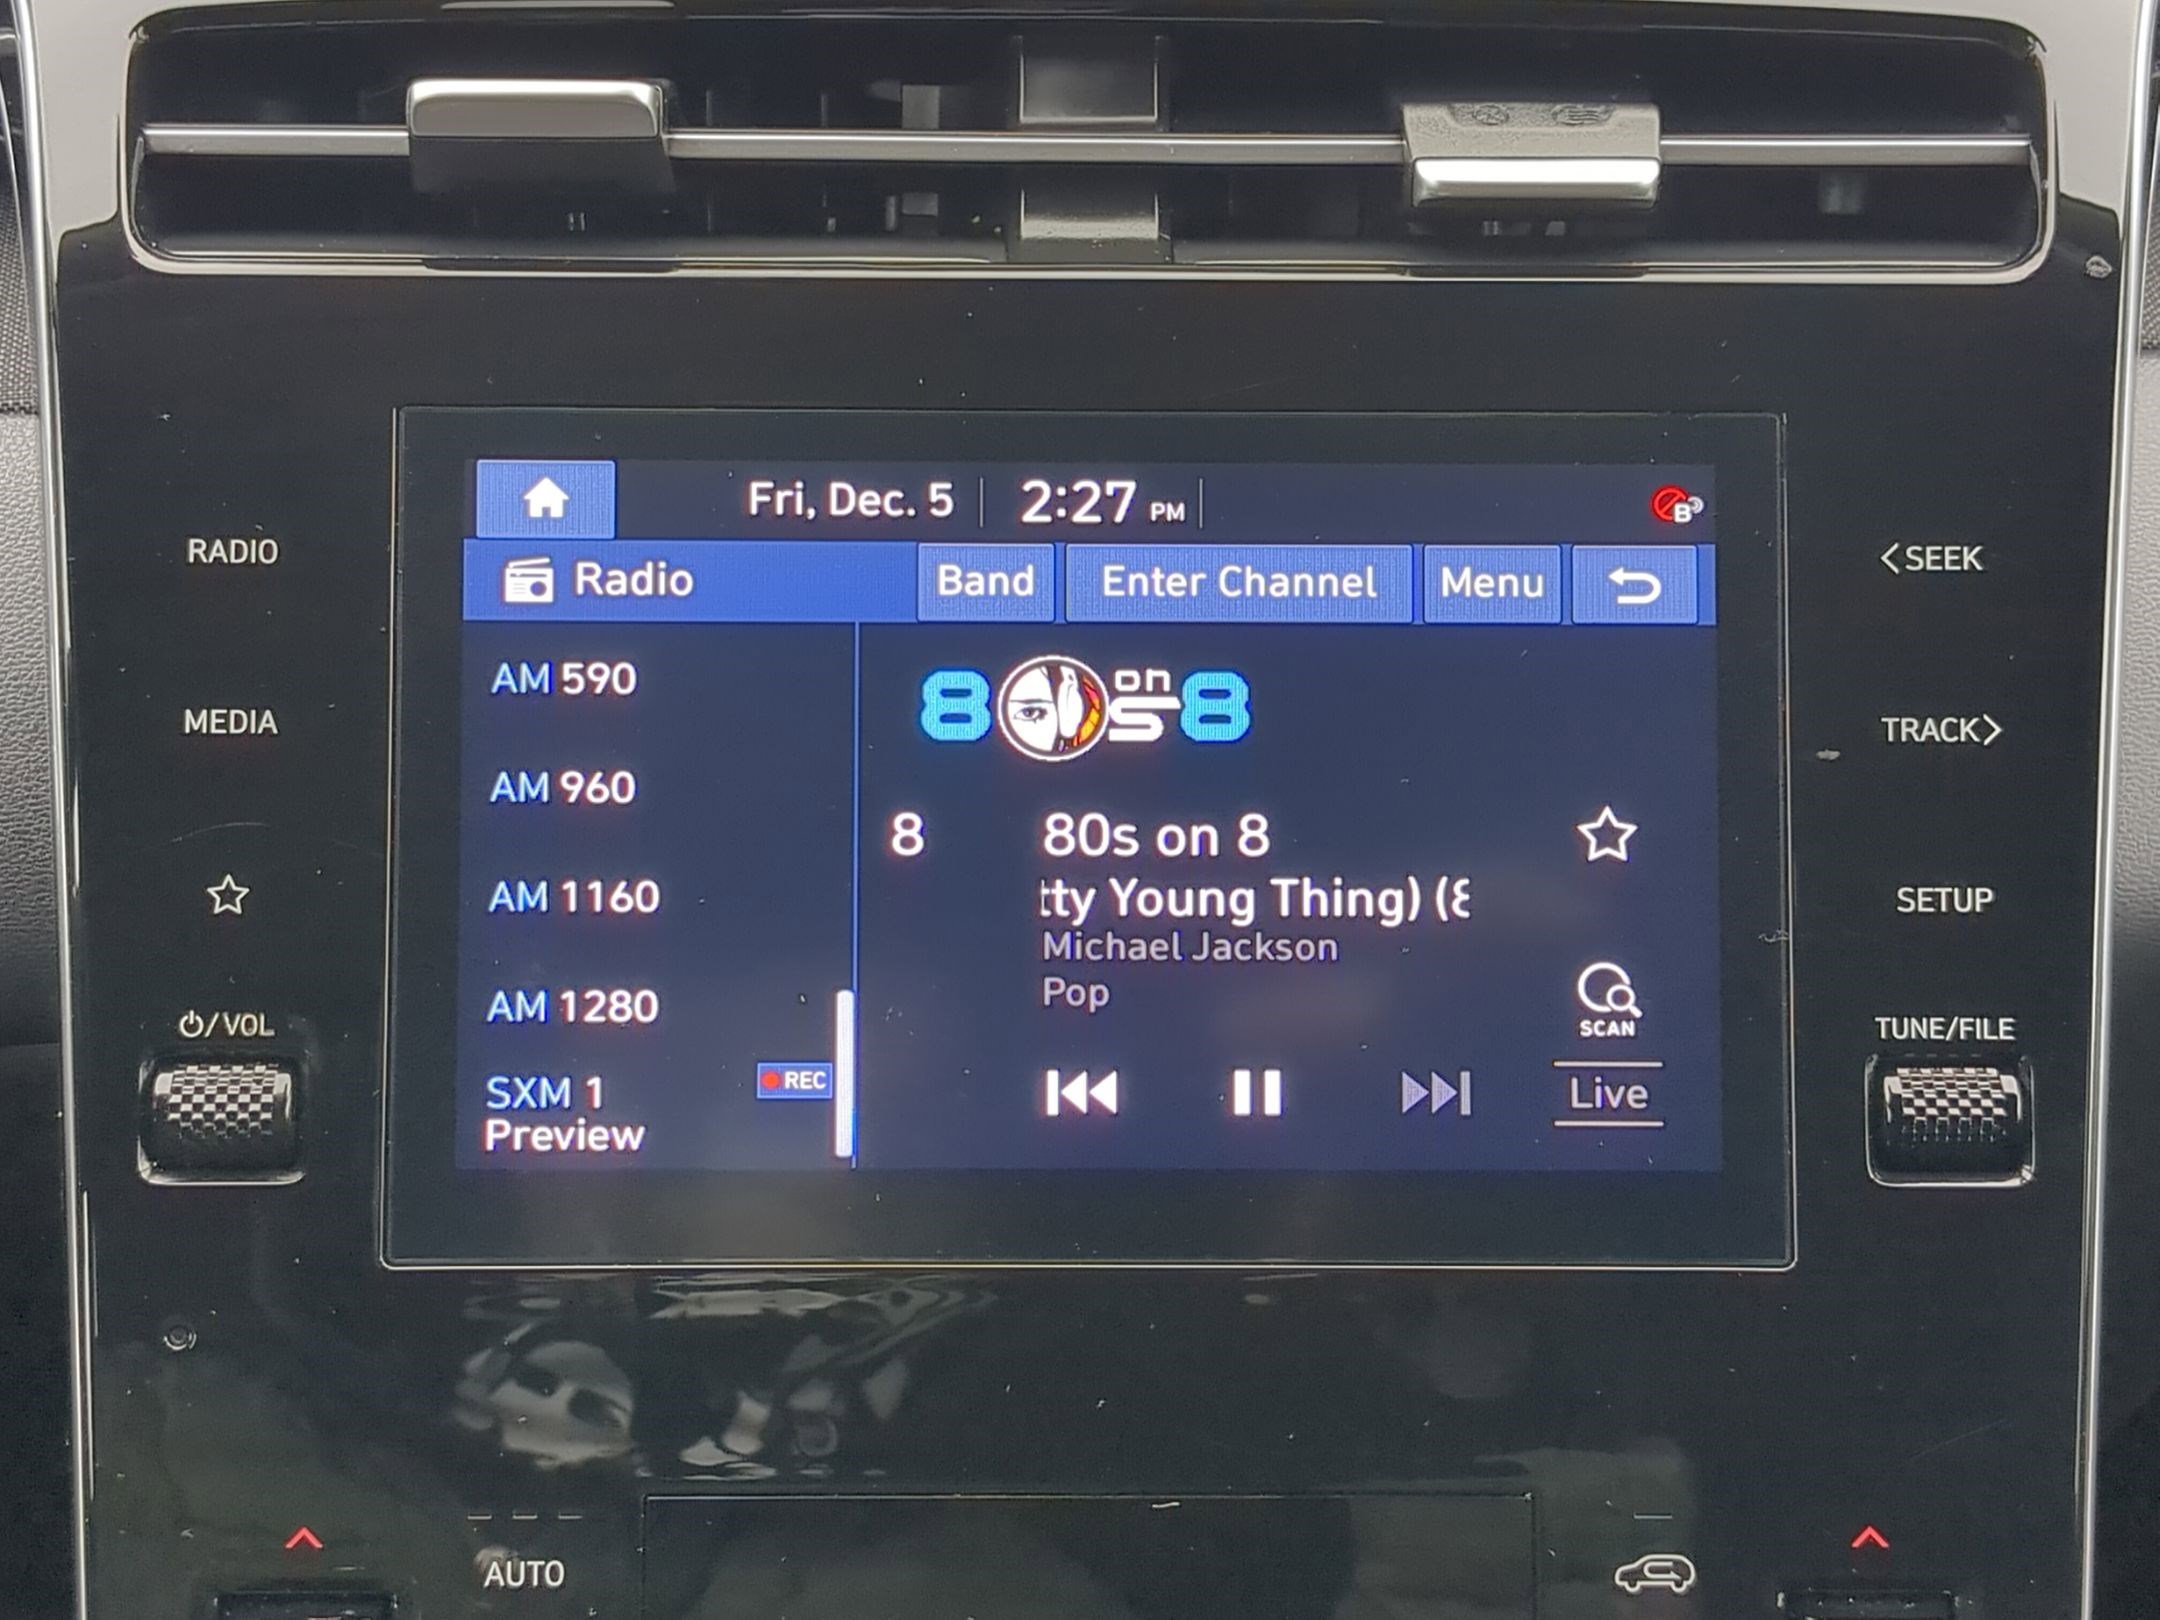 Fri, Dec. 5 2:27 PM
B
Radio Band Enter Channel Menu
RADIO
MEDIA
⏻/VOL
AM 590
AM 960
AM 1160
AM 1280
SXM 1
Preview
REC
80s on 8
8 80s on 8
tty Young Thing) (8
Michael Jackson
Pop
SCAN
Live
<SEEK
TRACK>
SETUP
TUNE/FILE
AUTO